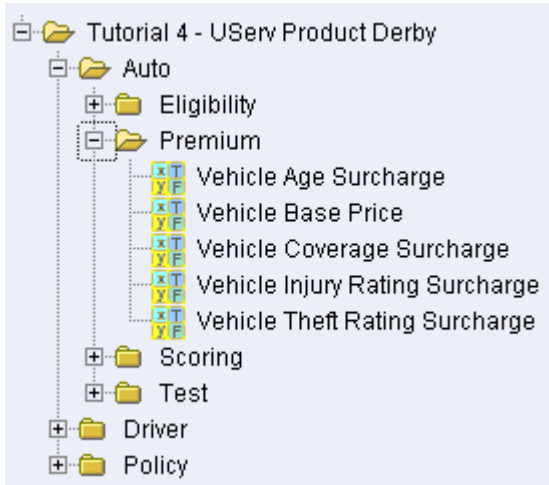 Tutorial 4 - UServ Product Derby
Auto
Eligibility
Premium
Vehicle Age Surcharge
Vehicle Base Price
Vehicle Coverage Surcharge
Vehicle Injury Rating Surcharge
Vehicle Theft Rating Surcharge
Scoring
Test
Driver
Policy